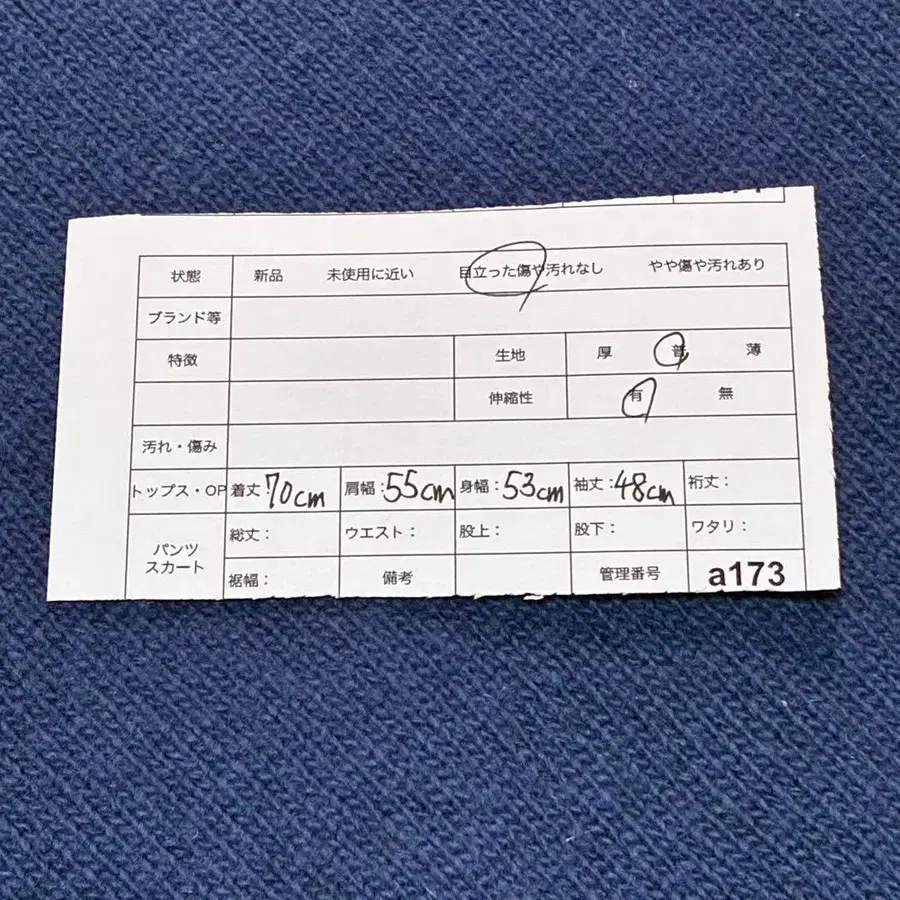 状態 新品 未使用に近い 目立った傷や汚れなし やや傷や汚れあり
ブランド等
特徴 生地 厚 普 薄
伸縮性 有 無
汚れ・傷み
トップス・OP 着丈:70cm 肩幅:55cm 身幅:53cm 袖丈:48cm 裄丈:
パンツ スカート 総丈: ウエスト: 股上: 股下: ワタリ:
裾幅: 備考 管理番号 a173